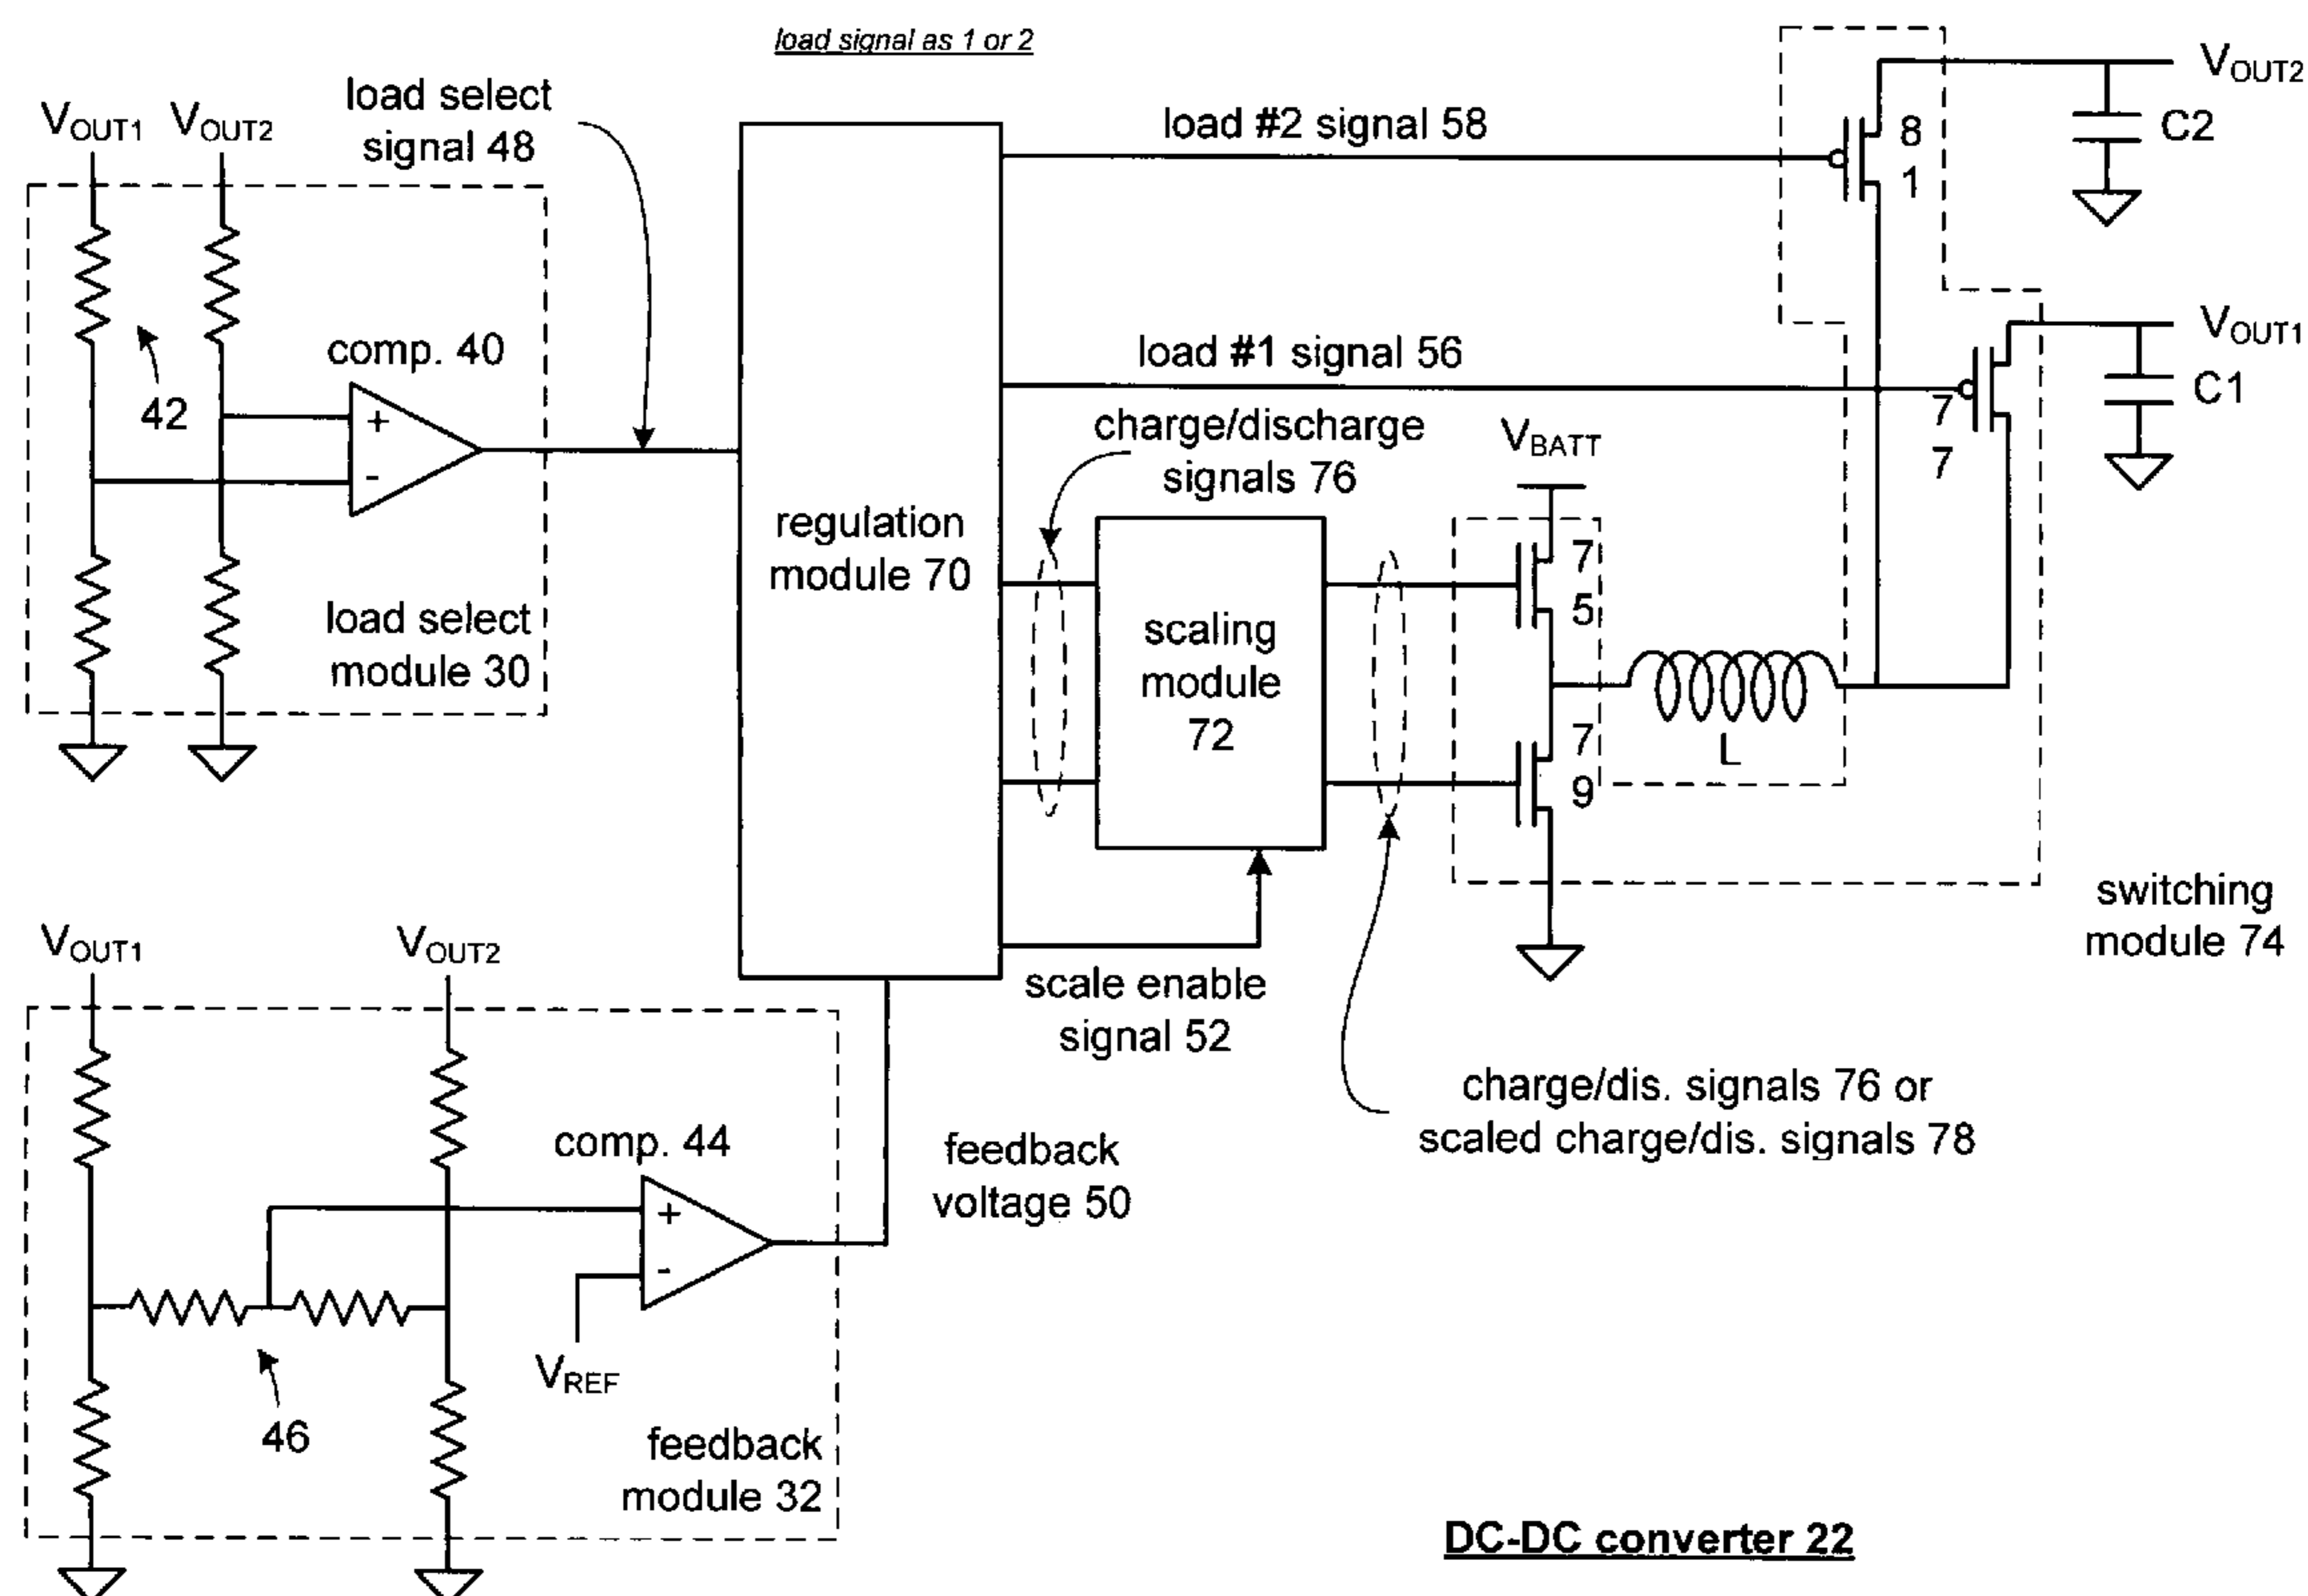 load signal as 1 or 2
VOUT1
VOUT2
load select
signal 48
42
comp. 40
+
-
load select
module 30
regulation
module 70
load #2 signal 58
load #1 signal 56
charge/discharge
signals 76
scaling
module
72
scale enable
signal 52
VBATT
7
5
7
9
L
8
1
7
7
VOUT2
C2
VOUT1
C1
switching
module 74
charge/dis. signals 76 or
scaled charge/dis. signals 78
VOUT1
VOUT2
comp. 44
+
-
VREF
46
feedback
module 32
feedback
voltage 50
DC-DC converter 22